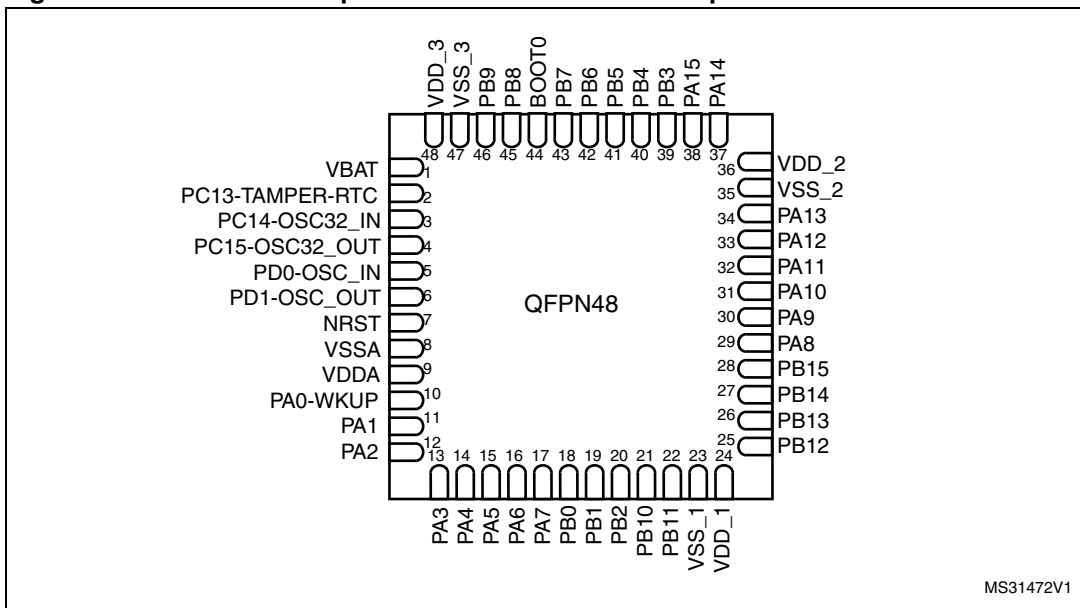 VDD_3
VSS_3
PB9
PB8
BOOT0
PB7
PB6
PB5
PB4
PB3
PA15
PA14
48 47 46 45 44 43 42 41 40 39 38 37
VBAT 1
PC13-TAMPER-RTC 2
PC14-OSC32_IN 3
PC15-OSC32_OUT 4
PD0-OSC_IN 5
PD1-OSC_OUT 6
NRST 7
VSSA 8
VDDA 9
PA0-WKUP 10
PA1 11
PA2 12
QFPN48
36 VDD_2
35 VSS_2
34 PA13
33 PA12
32 PA11
31 PA10
30 PA9
29 PA8
28 PB15
27 PB14
26 PB13
25 PB12
13 14 15 16 17 18 19 20 21 22 23 24
PA3
PA4
PA5
PA6
PA7
PB0
PB1
PB2
PB10
PB11
VSS_1
VDD_1
MS31472V1